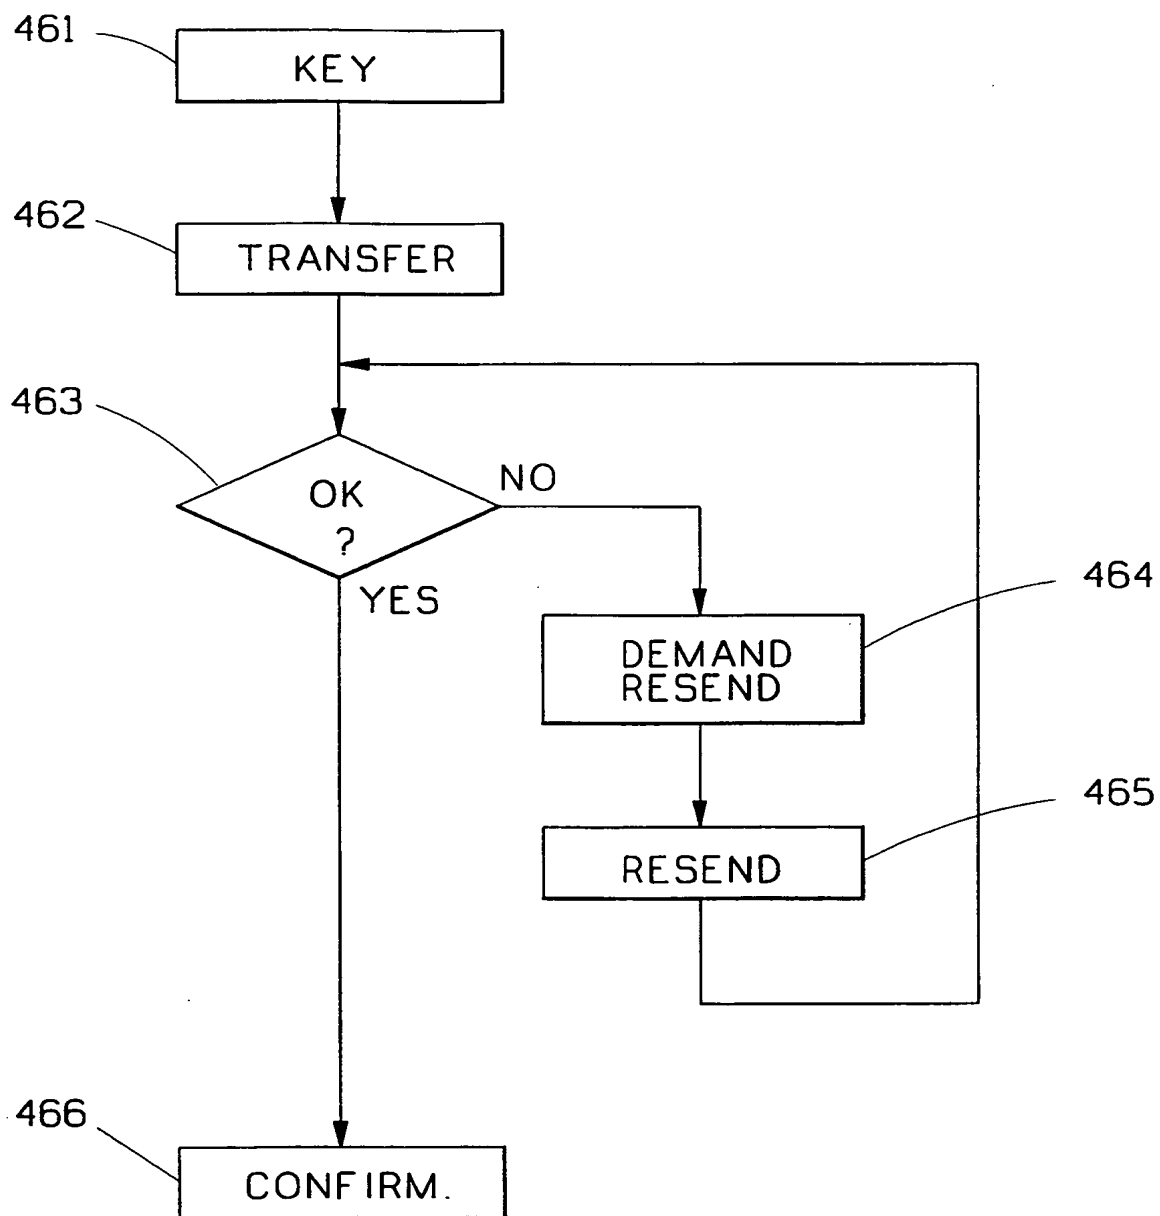 461
KEY
462
TRANSFER
463
OK
?
NO
YES
464
DEMAND
RESEND
465
RESEND
466
CONFIRM.